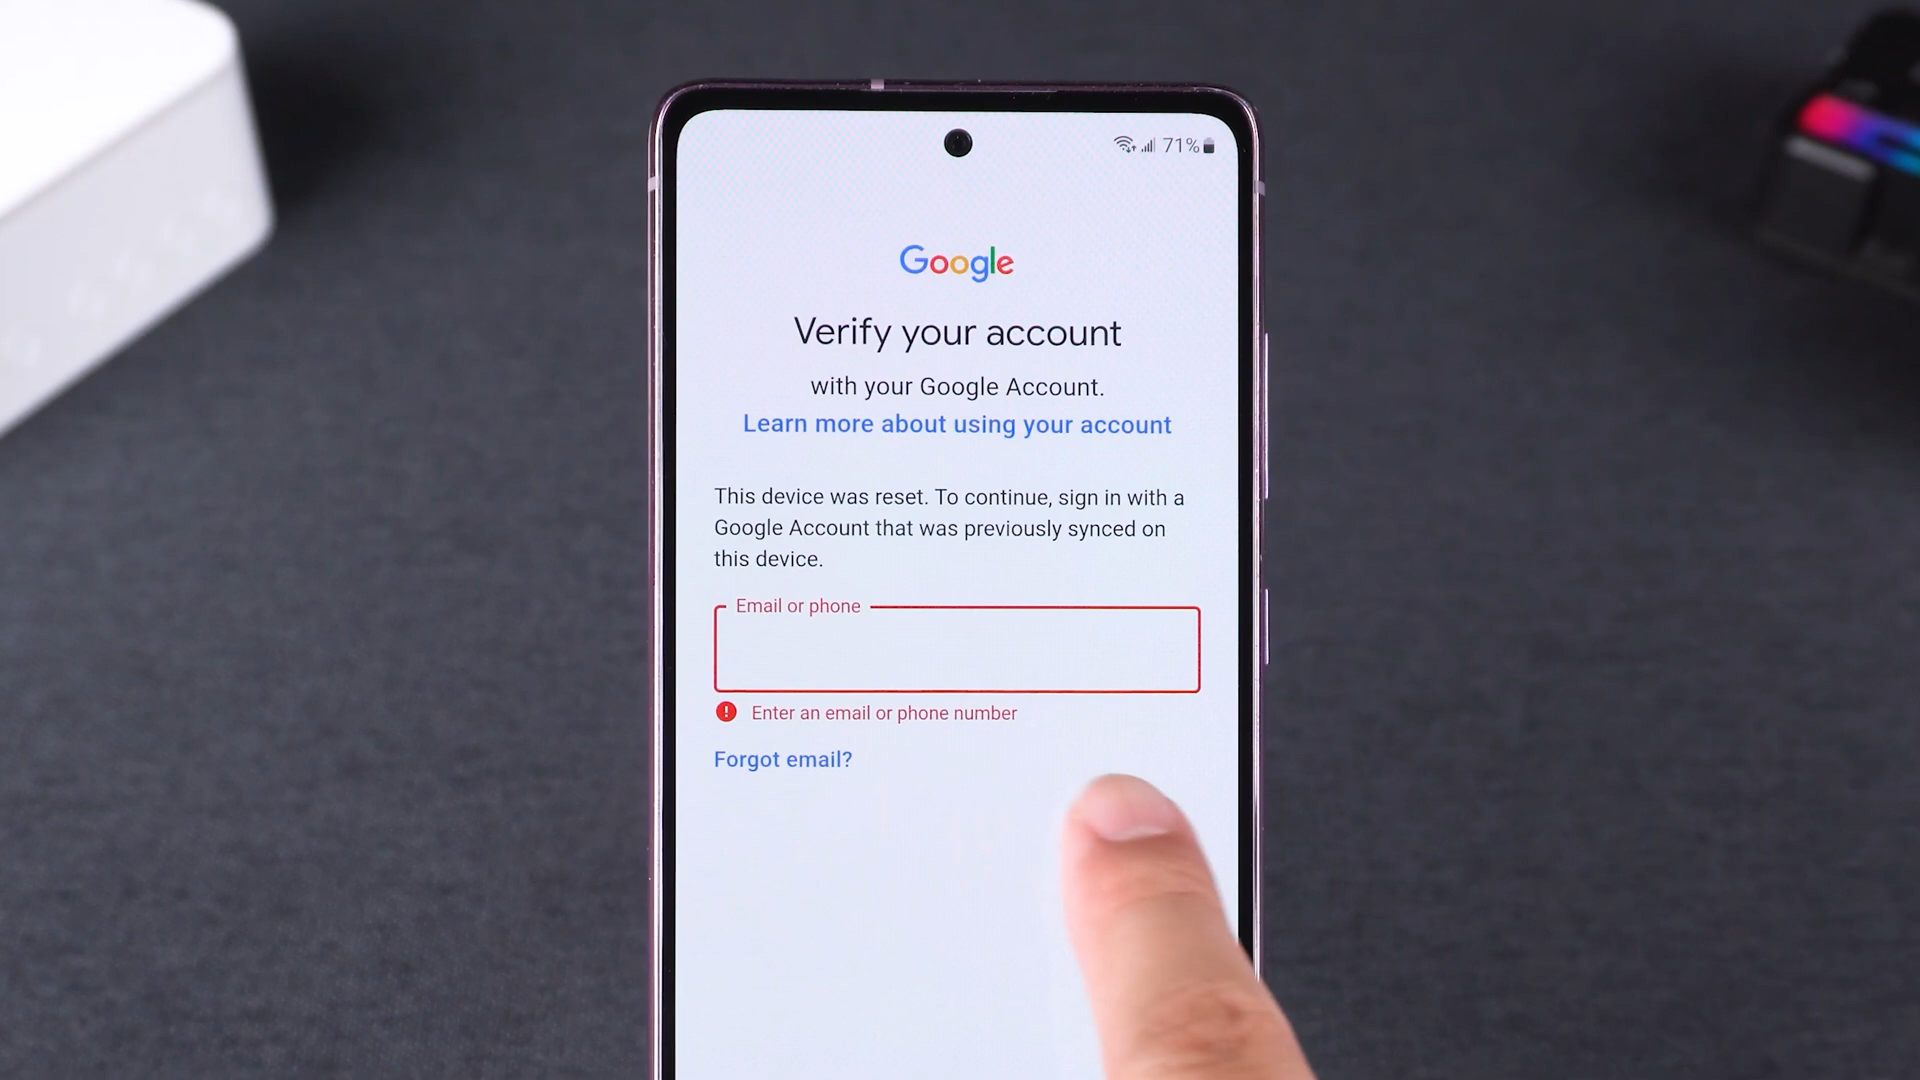 71%
Google
Verify your account
with your Google Account.
Learn more about using your account
This device was reset. To continue, sign in with a
Google Account that was previously synced on
this device.
Email or phone
Enter an email or phone number
Forgot email?